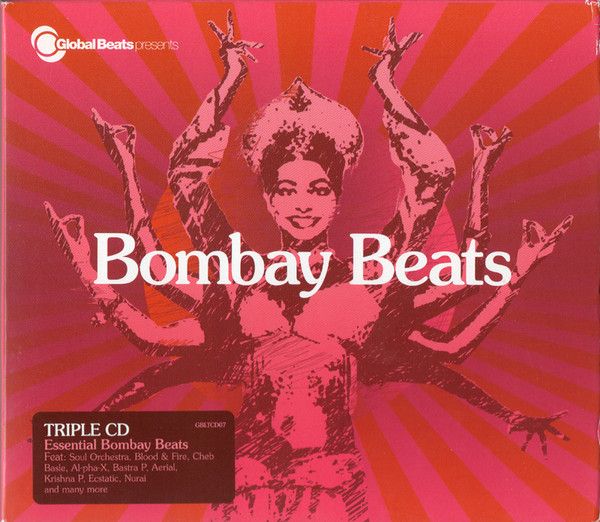 Global Beats presents
Bombay Beats
TRIPLE CD GBLTCD07
Essential Bombay Beats
Feat: Soul Orchestra, Blood & Fire, Cheb
Basle, Al-pha-X, Bastra P, Aerial,
Krishna P, Ecstatic, Nurai
and many more